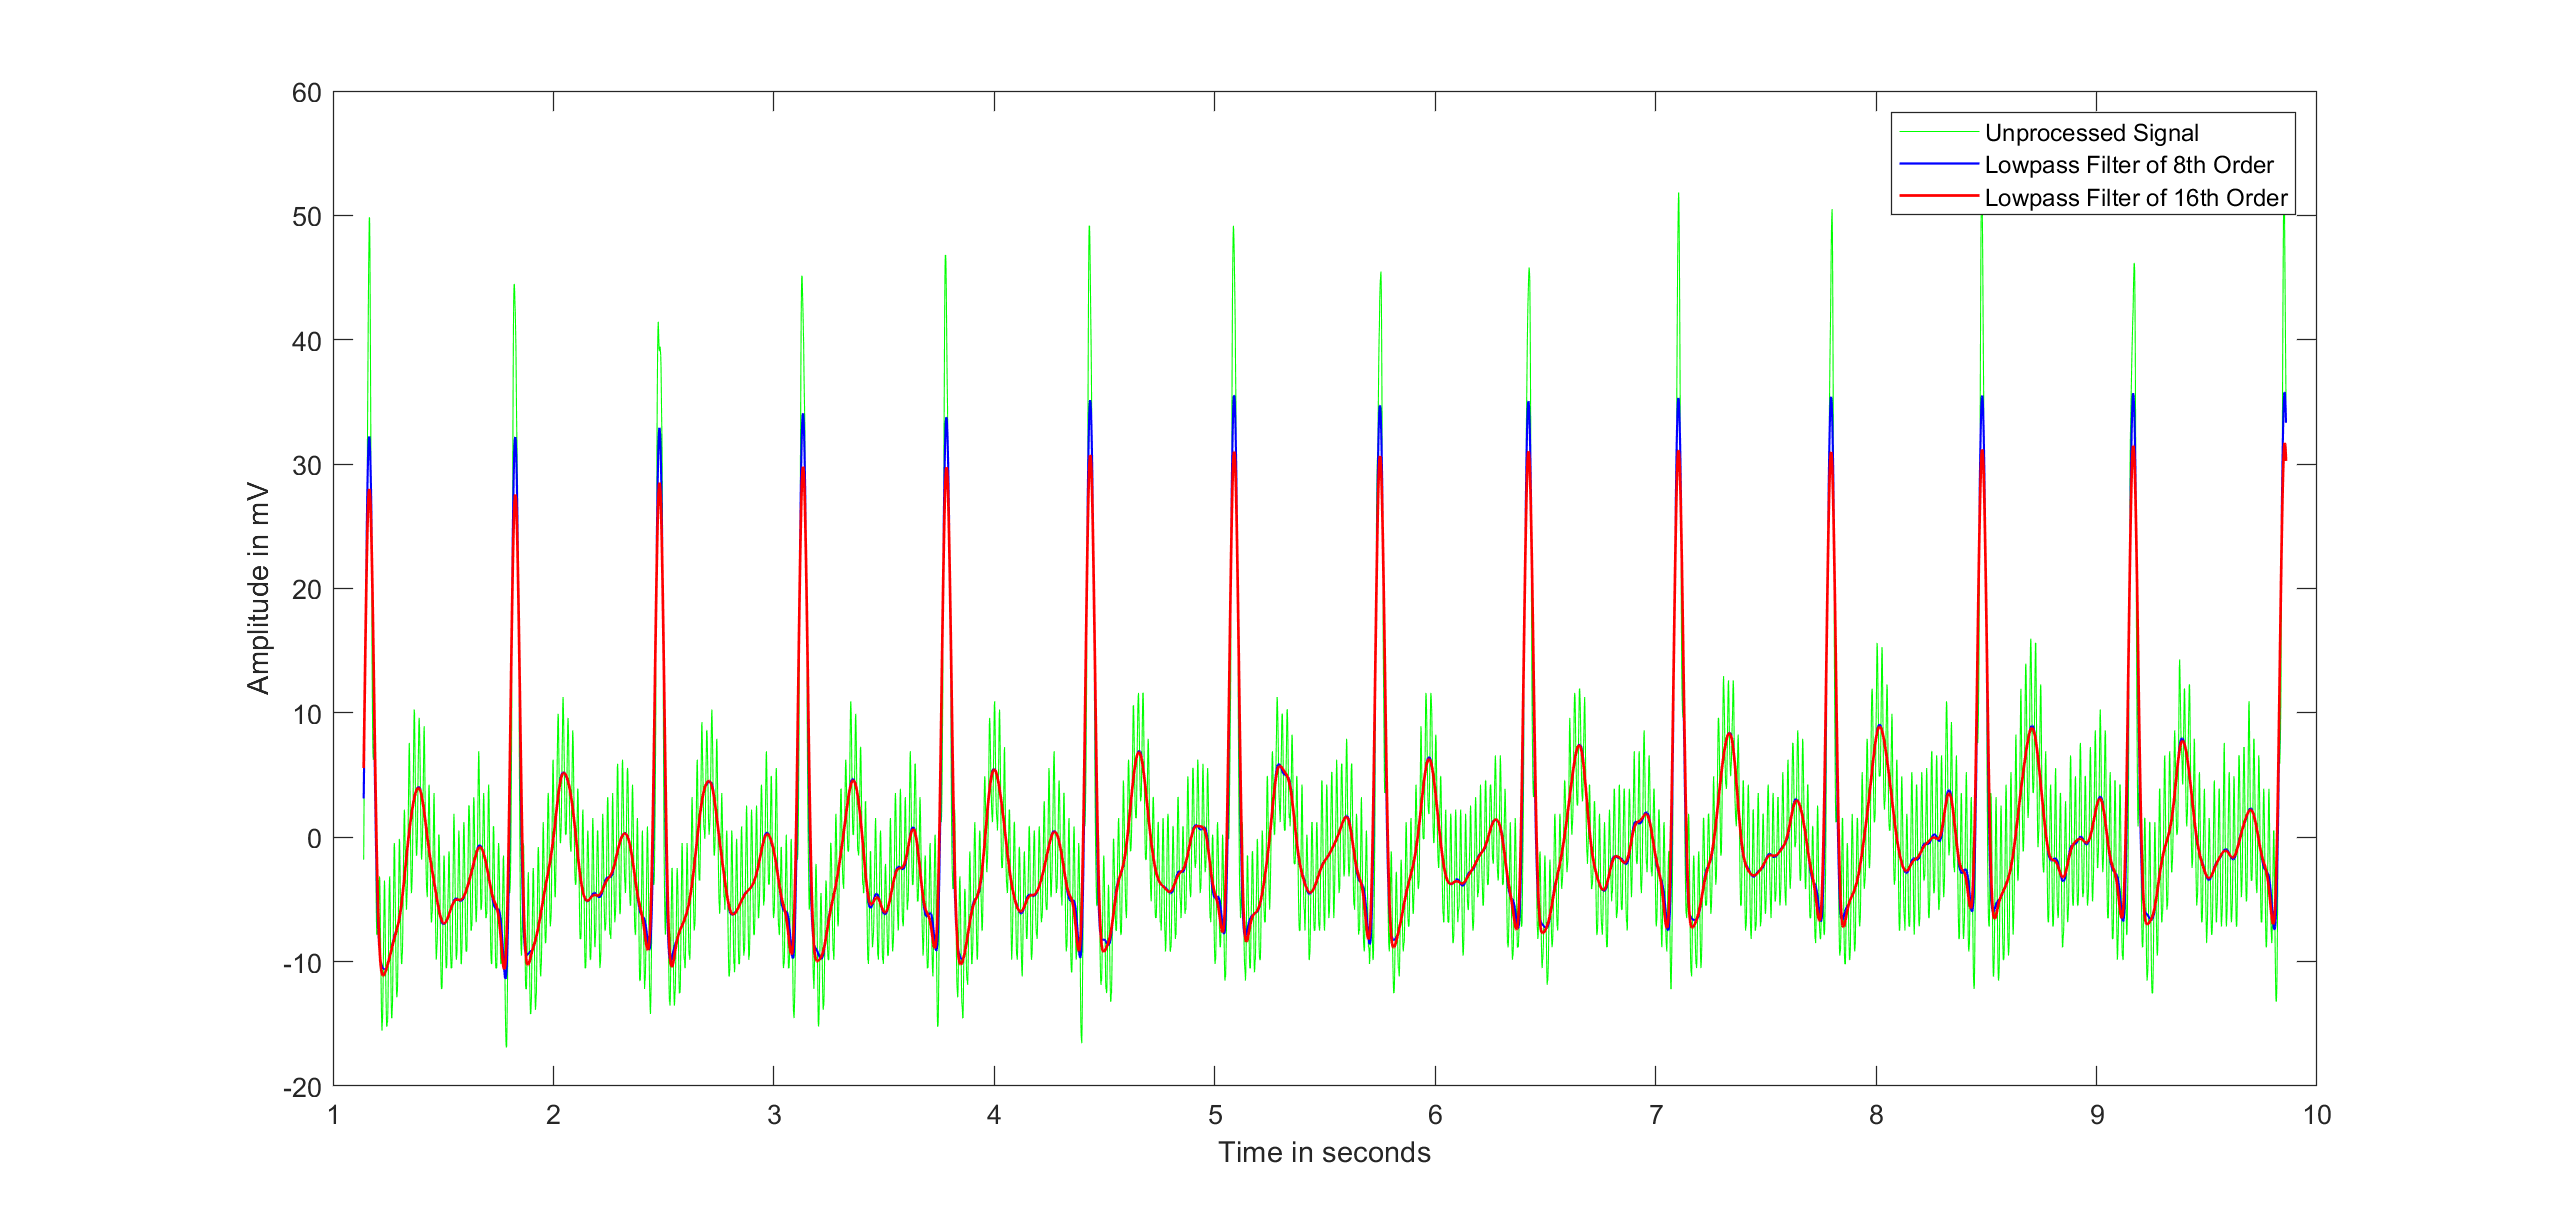 60
50
40
30
20
10
0
-10
-20
Amplitude in mV
Unprocessed Signal
Lowpass Filter of 8th Order
Lowpass Filter of 16th Order
1 2 3 4 5 6 7 8 9 10
Time in seconds